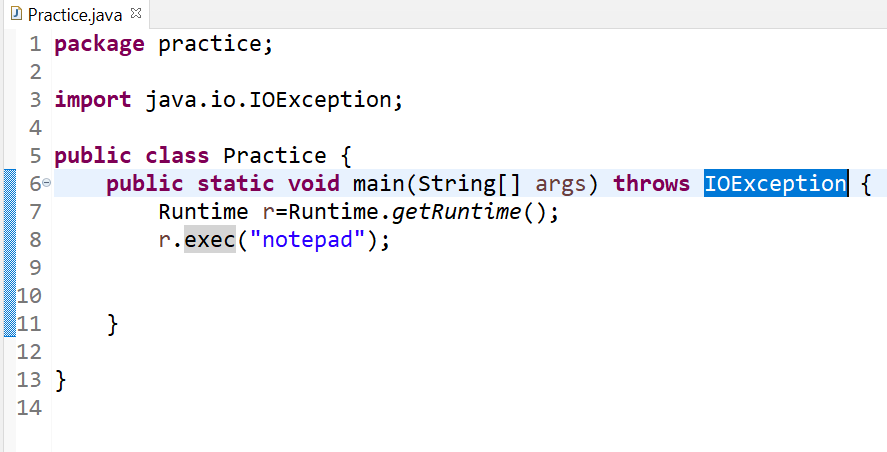 Practice.java
1 package practice;
2
3 import java.io.IOException;
4
5 public class Practice {
6 public static void main(String[] args) throws IOException {
7 Runtime r=Runtime.getRuntime();
8 r.exec("notepad");
9
10
11 }
12
13 }
14